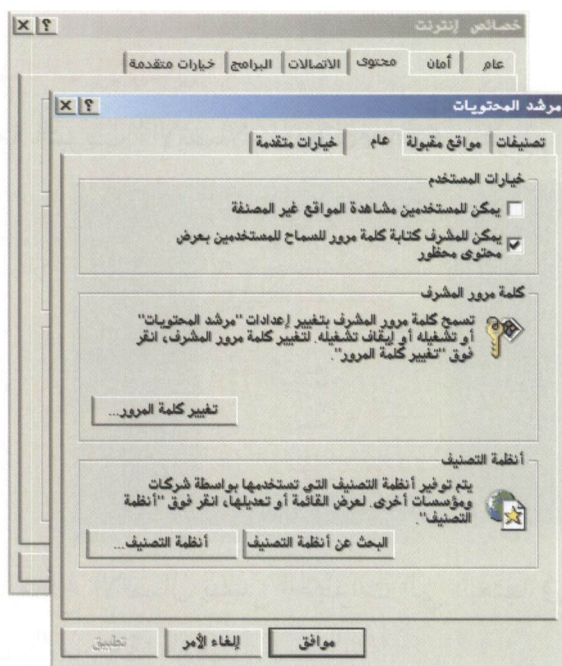 خصائص إنترنت
عام أمان محتوى الاتصالات البرامج خيارات متقدمة
مرشد المحتويات
تصنيفات مواقع مقبولة عام خيارات متقدمة
خيارات المستخدم
يمكن للمستخدمين مشاهدة المواقع غير المصنفة
يمكن للمشرف كتابة كلمة مرور للسماح للمستخدمين بعرض
محتوى محظور
كلمة مرور المشرف
تسمح كلمة مرور المشرف بتغيير إعدادات "مرشد المحتويات"
أو تشغيله أو إيقاف تشغيله. لتغيير كلمة مرور المشرف، انقر
فوق "تغيير كلمة المرور".
تغيير كلمة المرور...
أنظمة التصنيف
يتم توفير أنظمة التصنيف التي تستخدمها بواسطة شركات
ومؤسسات أخرى. لعرض القائمة أو تعديلها، انقر فوق "أنظمة
التصنيف".
البحث عن أنظمة التصنيف أنظمة التصنيف...
موافق إلغاء الأمر تطبيق